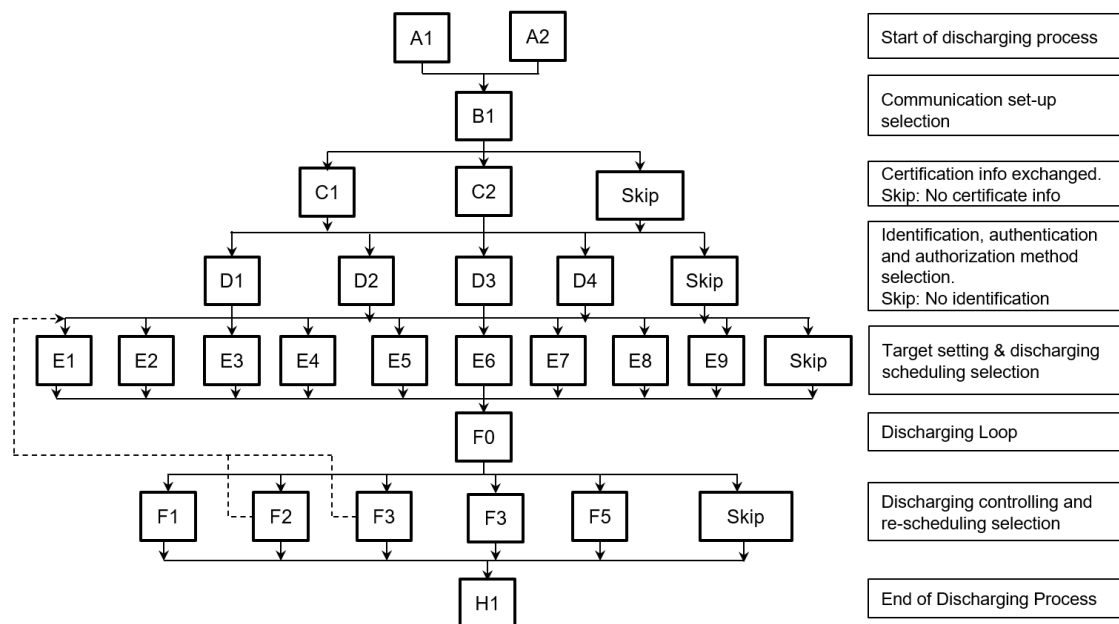 A1
A2
Start of discharging process
B1
Communication set-up
selection
C1
C2
Skip
Certification info exchanged.
Skip: No certificate info
D1
D2
D3
D4
Skip
Identification, authentication
and authorization method
selection.
Skip: No identification
E1
E2
E3
E4
E5
E6
E7
E8
E9
Skip
Target setting & discharging
scheduling selection
F0
Discharging Loop
F1
F2
F3
F3
F5
Skip
Discharging controlling and
re-scheduling selection
H1
End of Discharging Process